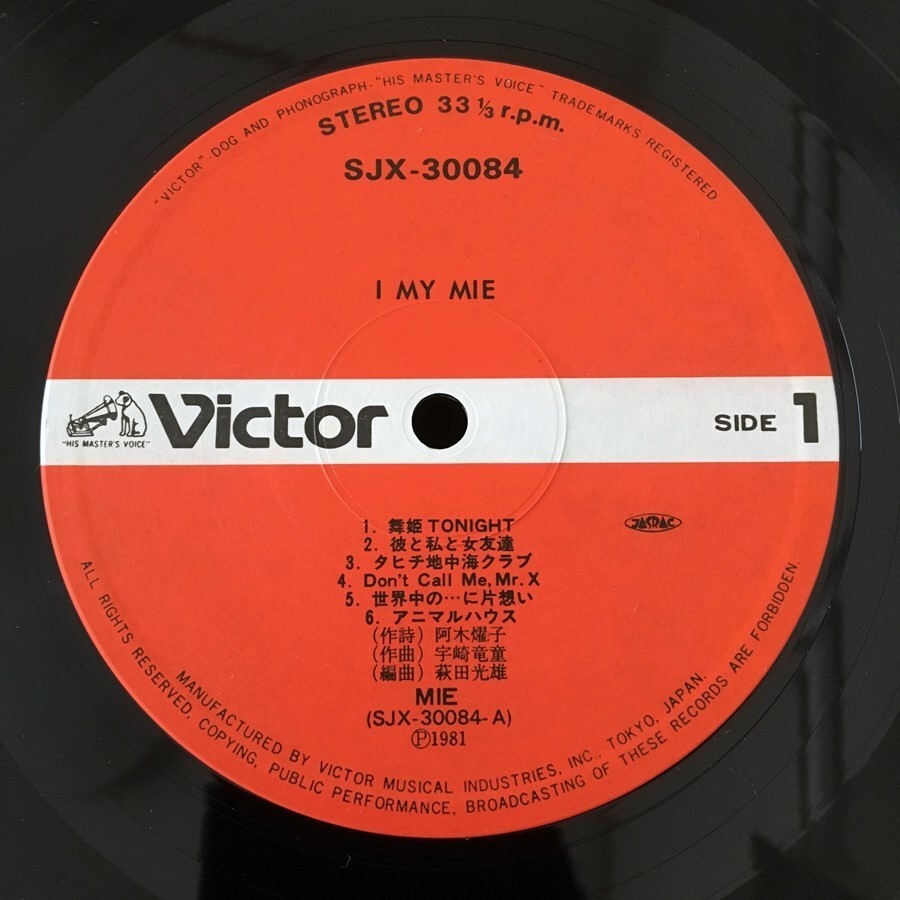 "VICTOR"·DOG AND PHONOGRAPH·"HIS MASTER'S VOICE" TRADEMARKS REGISTERED
STEREO 33 ⅓ r.p.m.
SJX-30084
I MY MIE
"HIS MASTER'S VOICE"
Victor
SIDE 1
1. 舞姫 TONIGHT
2. 彼と私と女友達
3. タヒチ地中海クラブ
4. Don't Call Me, Mr. X
5. 世界中の…に片想い
6. アニマルハウス
JASRAC
(作詩) 阿木燿子
(作曲) 宇崎竜童
(編曲) 萩田光雄
MIE
(SJX-30084-A)
Ⓟ1981
MANUFACTURED BY VICTOR MUSICAL INDUSTRIES, INC., TOKYO, JAPAN.
ALL RIGHTS RESERVED, COPYING, PUBLIC PERFORMANCE, BROADCASTING OF THESE RECORDS ARE FORBIDDEN.